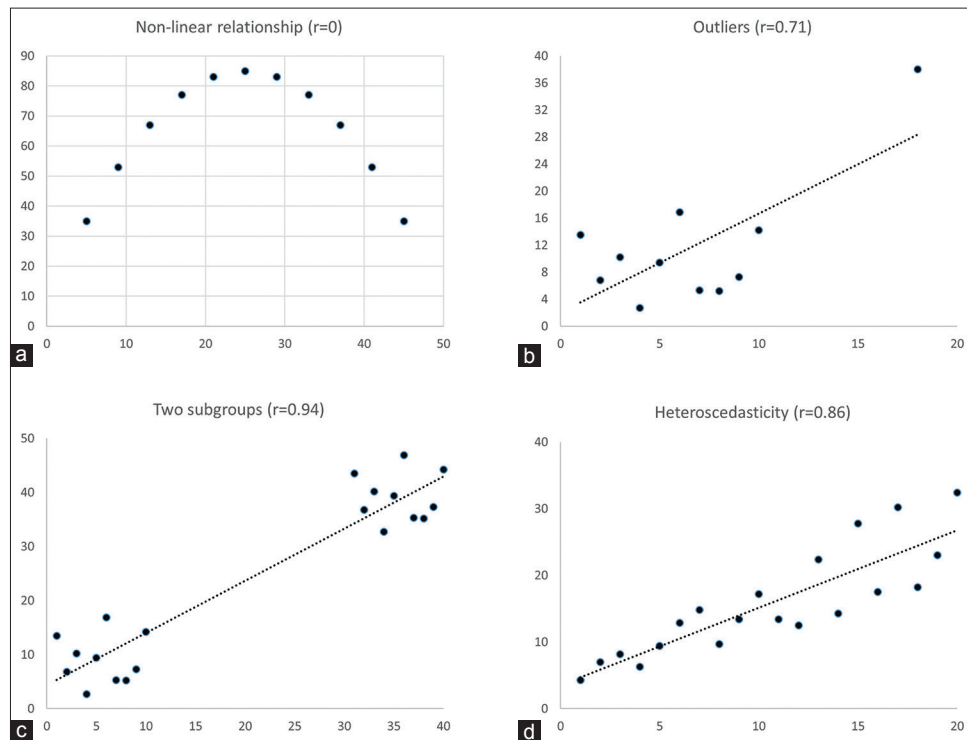 Non-linear relationship (r=0)
90
80
70
60
50
40
30
20
10
0
0 10 20 30 40 50
a
Outliers (r=0.71)
40
36
32
28
24
20
16
12
8
4
0
0 5 10 15 20
b
Two subgroups (r=0.94)
50
40
30
20
10
0
0 5 10 15 20 25 30 35 40
c
Heteroscedasticity (r=0.86)
40
30
20
10
0
0 5 10 15 20
d